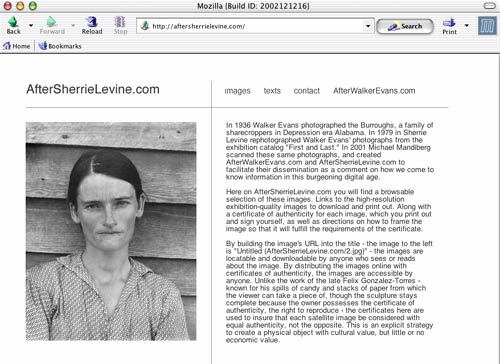 Mozilla (Build ID: 2002121216)
Back Forward Reload Stop http://aftersherrielevine.com/ Search Print
Home Bookmarks
AfterSherrieLevine.com
images texts contact AfterWalkerEvans.com
In 1936 Walker Evans photographed the Burroughs, a family of
sharecroppers in Depression era Alabama. In 1979 in Sherrie
Levine rephotographed Walker Evans' photographs from the
exhibition catalog "First and Last." In 2001 Michael Mandiberg
scanned these same photographs, and created
AfterWalkerEvans.com and AfterSherrieLevine.com to
facilitate their dissemination as a comment on how we come to
know information in this burgeoning digital age.
Here on AfterSherrieLevine.com you will find a browsable
selection of these images. Links to the high-resolution
exhibition-quality images to download and print out. Along with
a certificate of authenticity for each image, which you print out
and sign yourself, as well as directions on how to frame the
image so that it will fulfill the requirements of the certificate.
By building the image's URL into the title - the image to the left
is "Untitled (AfterSherrieLevine.com/2.jpg)" - the images are
locatable and downloadable by anyone who sees or reads
about the image. By distributing the images online with
certificates of authenticity, the images are accessible by
anyone. Unlike the work of the late Felix Gonzalez-Torres -
known for his spills of candy and stacks of paper from which
the viewer can take a piece of, though the sculpture stays
complete because the owner possesses the certificate of
authenticity, the right to reproduce - the certificates here are
used to insure that each satellite image be considered with
equal authenticity, not the opposite. This is an explicit strategy
to create a physical object with cultural value, but little or no
economic value.